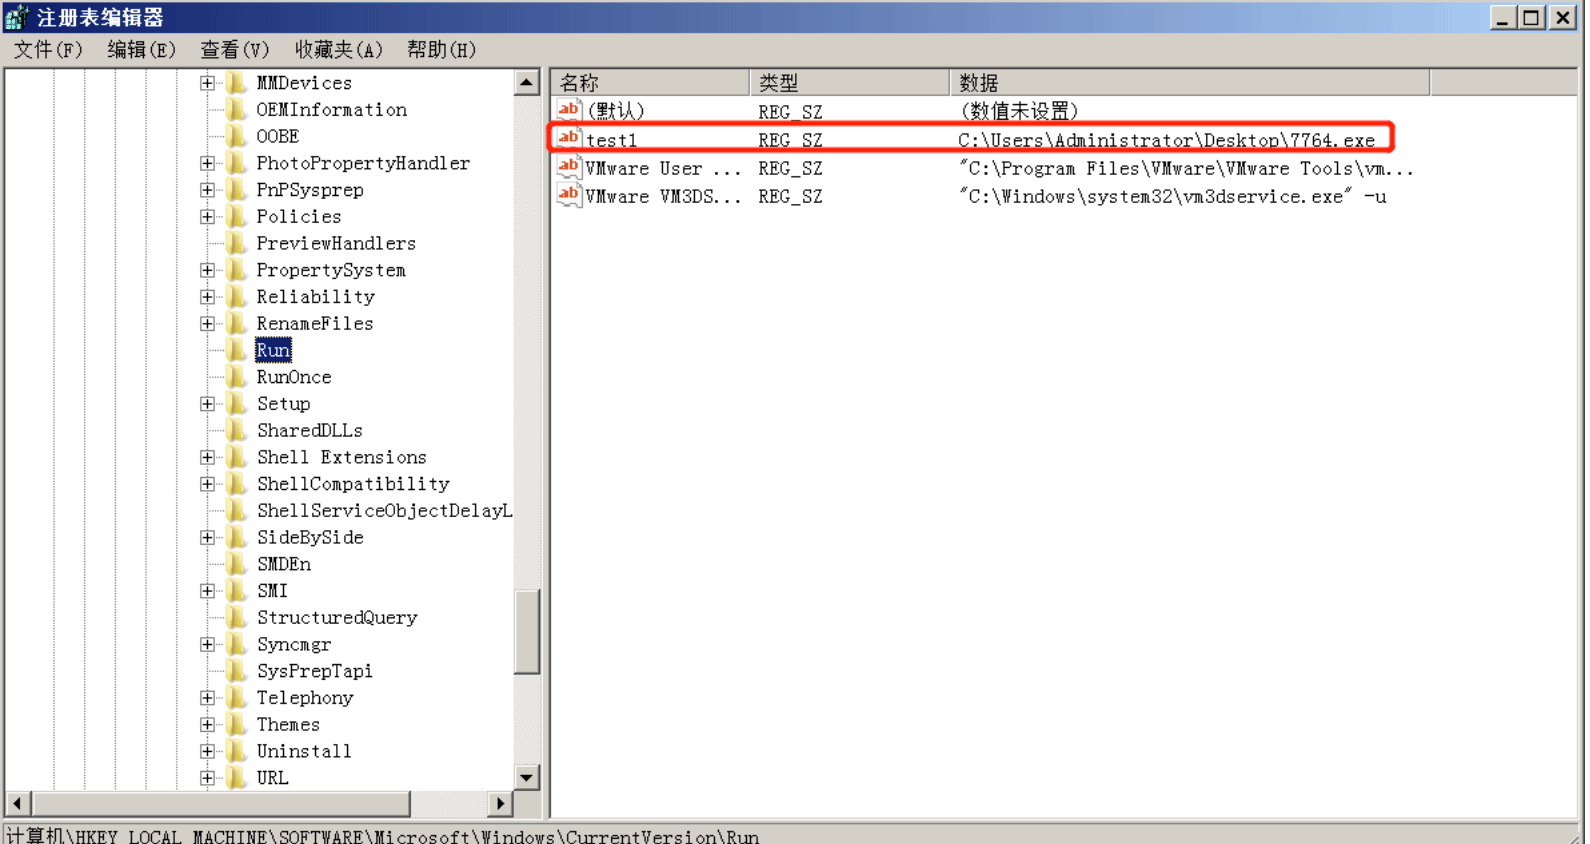 注册表编辑器
文件(F) 编辑(E) 查看(V) 收藏夹(A) 帮助(H)
MMDevices
OEMInformation
OOBE
PhotoPropertyHandler
PnPSysprep
Policies
PreviewHandlers
PropertySystem
Reliability
RenameFiles
Run
RunOnce
Setup
SharedDLLs
Shell Extensions
ShellCompatibility
ShellServiceObjectDelayL
SideBySide
SMDEn
SMI
StructuredQuery
Syncmgr
SysPrepTapi
Telephony
Themes
Uninstall
URL
名称 类型 数据
ab (默认) REG_SZ (数值未设置)
ab test1 REG_SZ C:\Users\Administrator\Desktop\7764.exe
ab VMware User ... REG_SZ "C:\Program Files\VMware\VMware Tools\vm...
ab VMware VM3DS... REG_SZ "C:\Windows\system32\vm3dservice.exe" -u
计算机\HKEY_LOCAL_MACHINE\SOFTWARE\Microsoft\Windows\CurrentVersion\Run